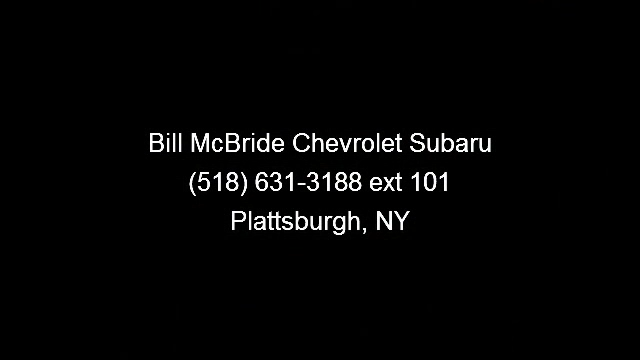 Bill McBride Chevrolet Subaru
(518) 631-3188 ext 101
Plattsburgh, NY